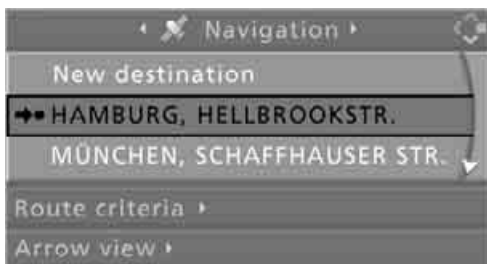 Navigation
New destination
HAMBURG, HELLBROOKSTR.
MÜNCHEN, SCHAFFHAUSER STR.
Route criteria
Arrow view